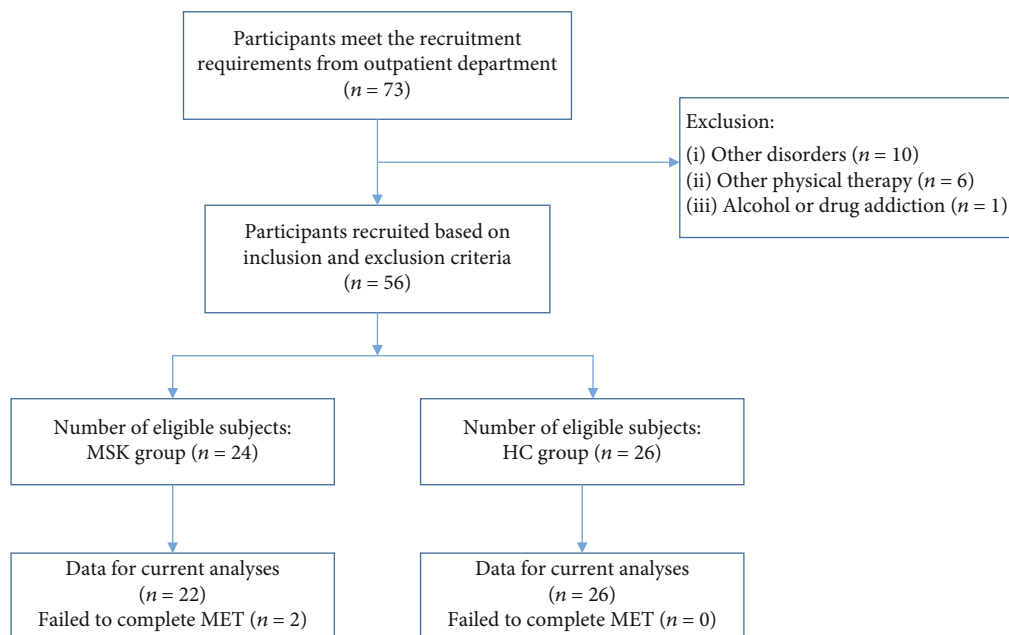 Participants meet the recruitment
requirements from outpatient department
(n = 73)
Exclusion:
(i) Other disorders (n = 10)
(ii) Other physical therapy (n = 6)
(iii) Alcohol or drug addiction (n = 1)
Participants recruited based on
inclusion and exclusion criteria
(n = 56)
Number of eligible subjects:
MSK group (n = 24)
Number of eligible subjects:
HC group (n = 26)
Data for current analyses
(n = 22)
Failed to complete MET (n = 2)
Data for current analyses
(n = 26)
Failed to complete MET (n = 0)